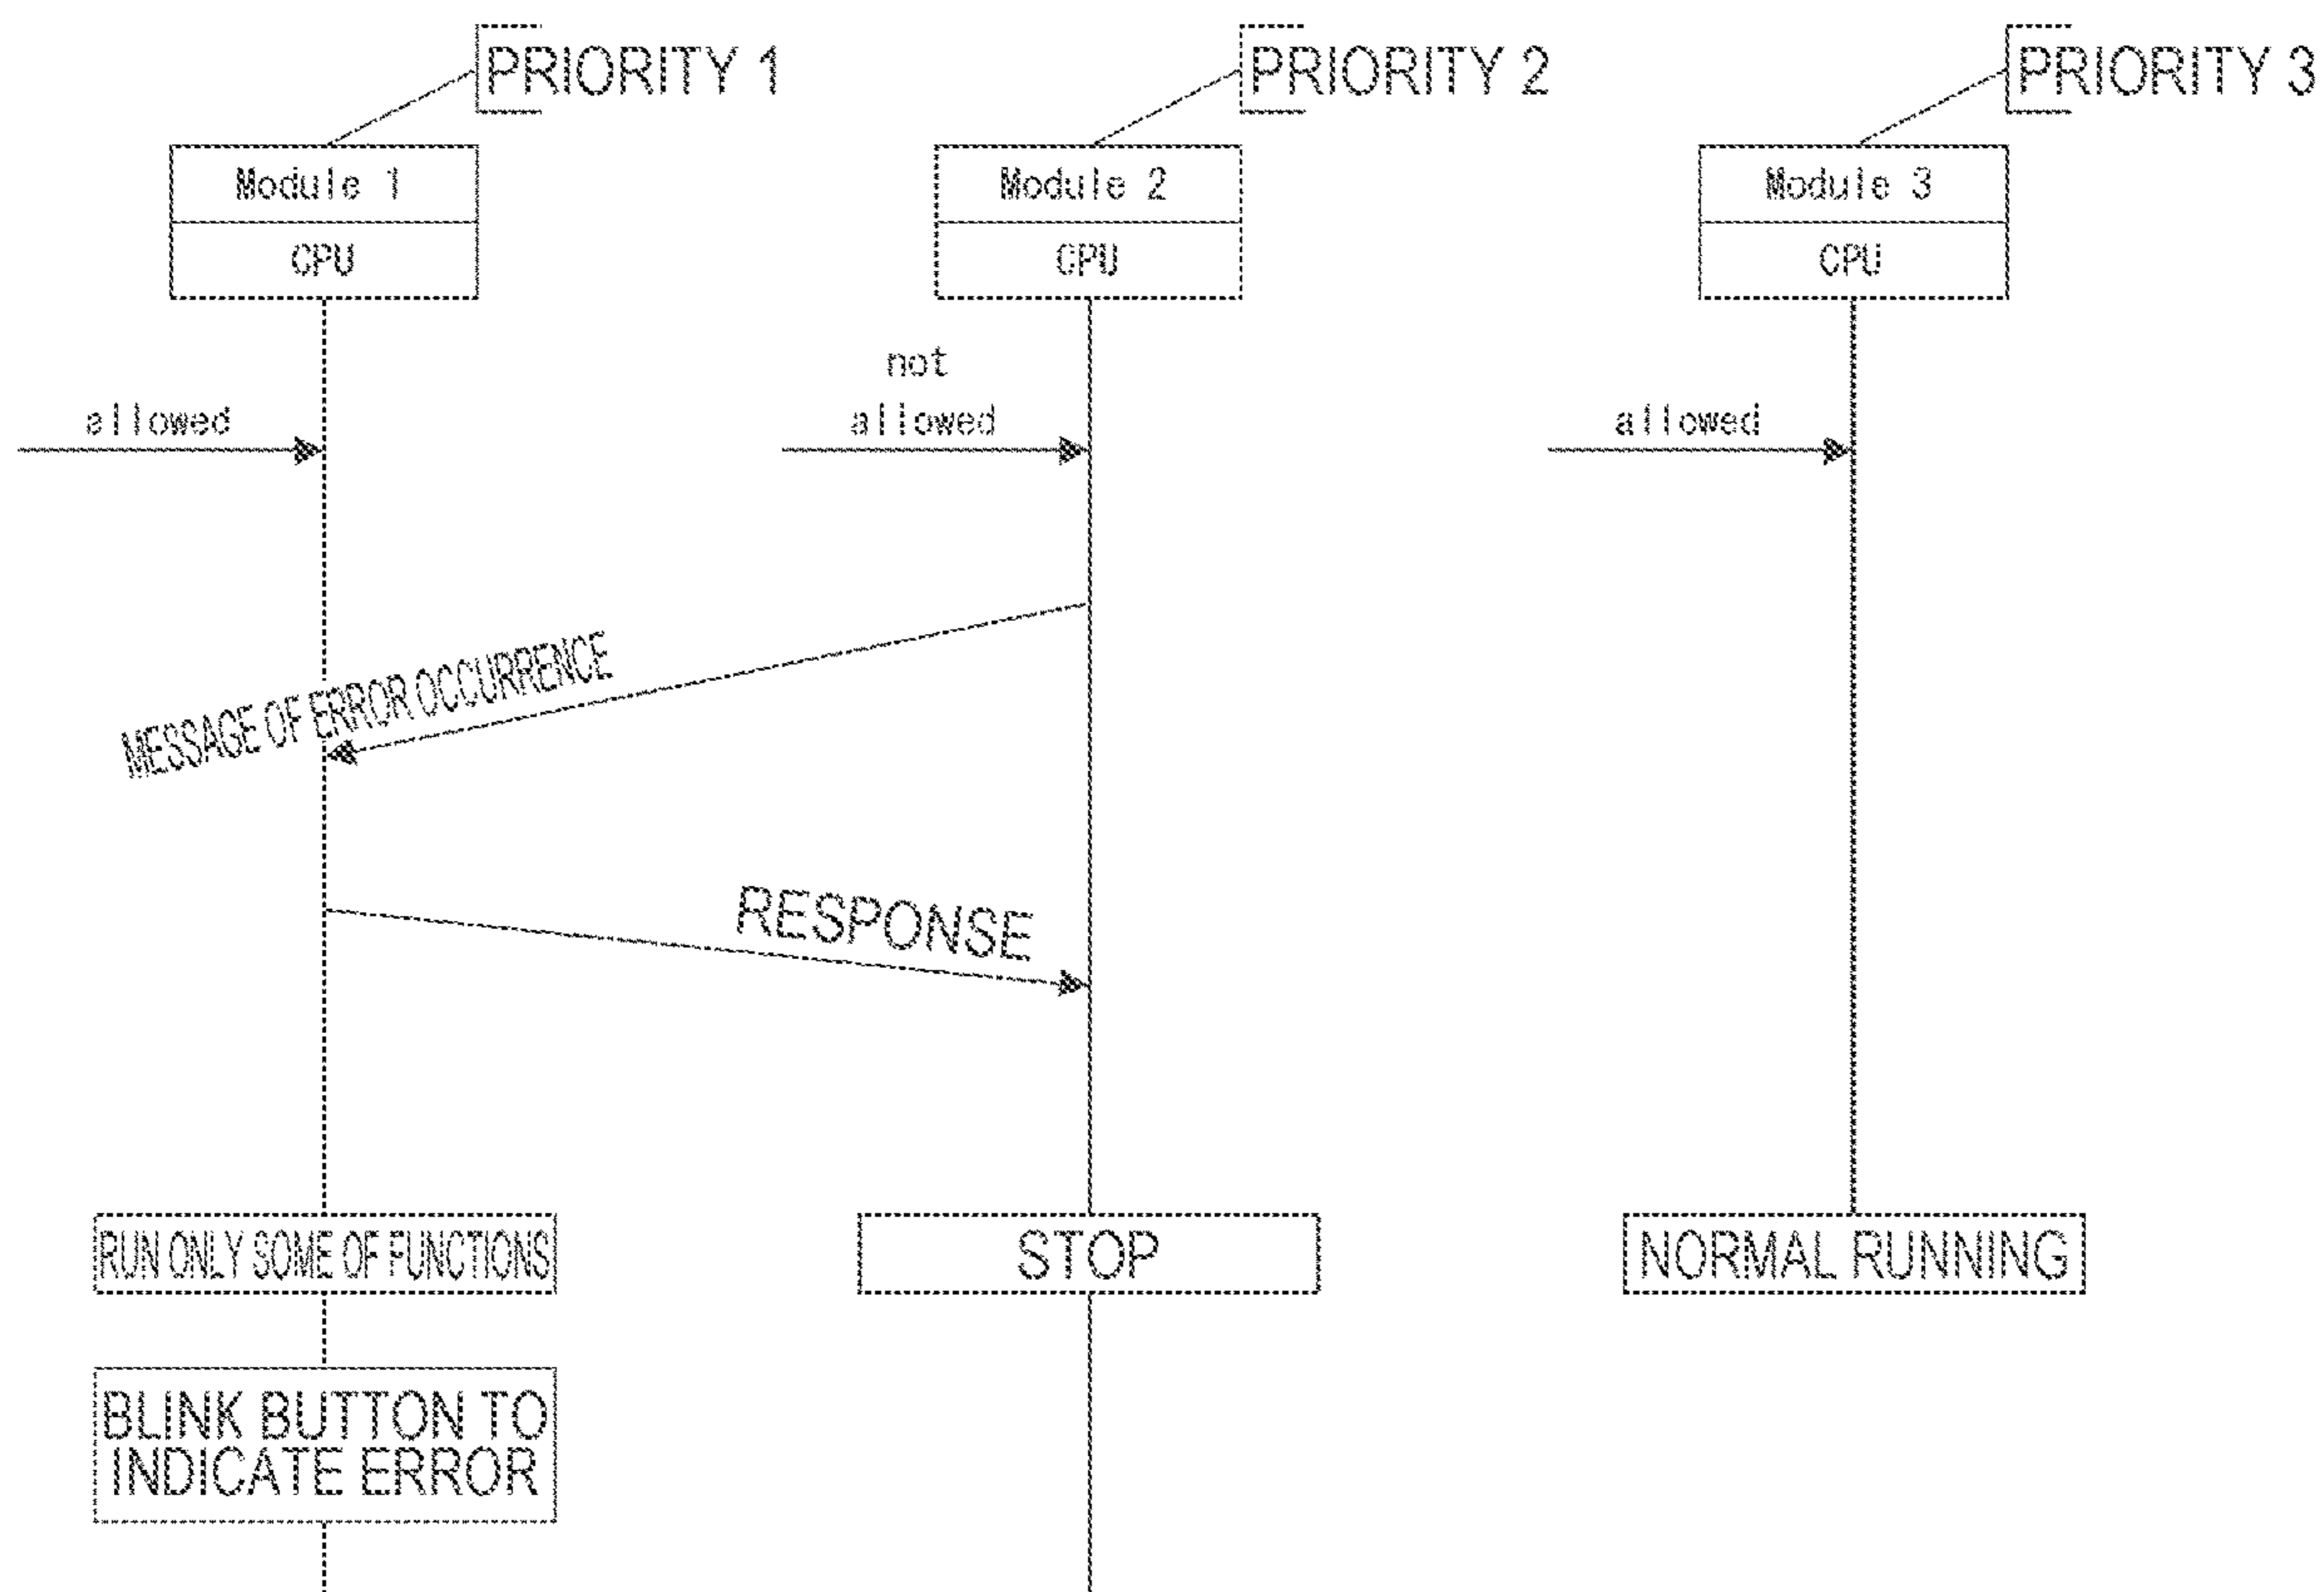 PRIORITY 1
PRIORITY 2
PRIORITY 3
Module 1
Module 2
Module 3
CPU
CPU
CPU
not
allowed
allowed
allowed
MESSAGE OF ERROR OCCURRENCE
RESPONSE
RUN ONLY SOME OF FUNCTIONS
STOP
NORMAL RUNNING
BLINK BUTTON TO
INDICATE ERROR